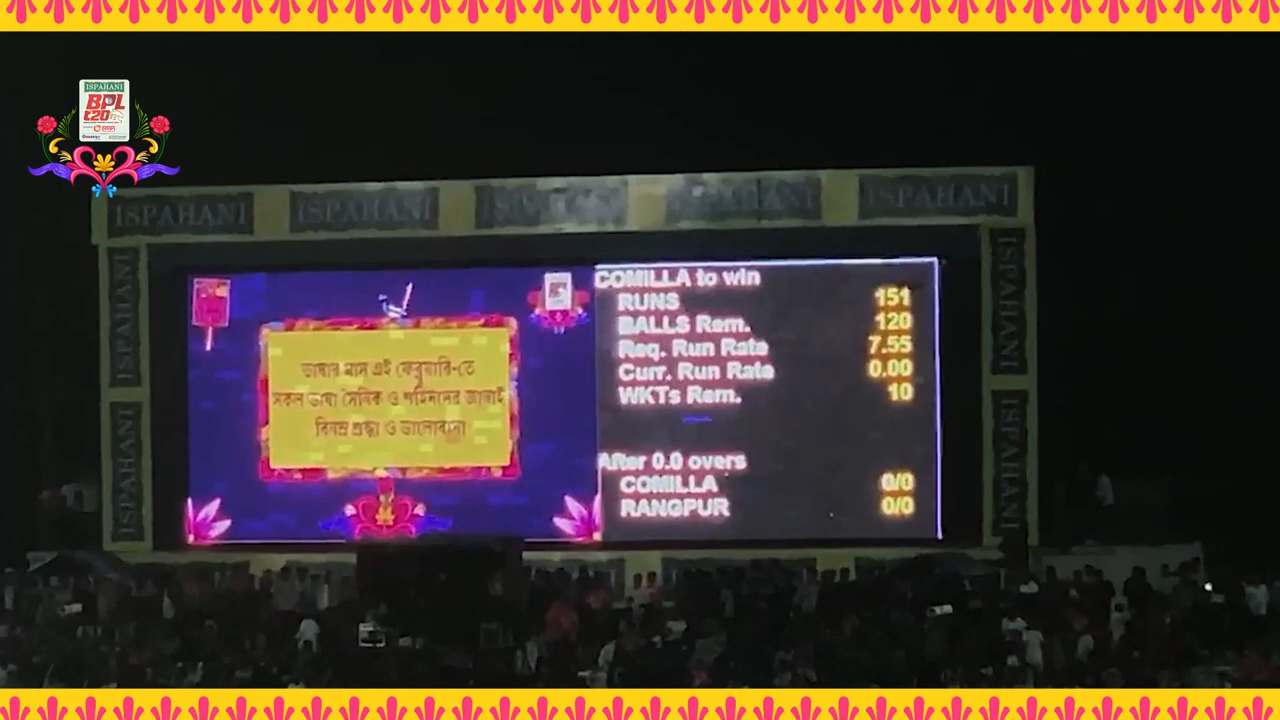 ISPAHANI
BPL
t20
ISPAHANI ISPAHANI ISPAHANI ISPAHANI ISPAHANI
ISPAHANI
ISPAHANI
ISPAHANI
ISPAHANI
ভাষার মাস এই ফেব্রুয়ারি-তে
সকল ভাষা সৈনিক ও শহিদদের জানাই
বিনম্র শ্রদ্ধা ও ভালোবাসা
COMILLA to win
RUNS 151
BALLS Rem. 120
Req. Run Rate 7.55
Curr. Run Rate 0.00
WKTs Rem. 10
After 0.0 overs
COMILLA 0/0
RANGPUR 0/0